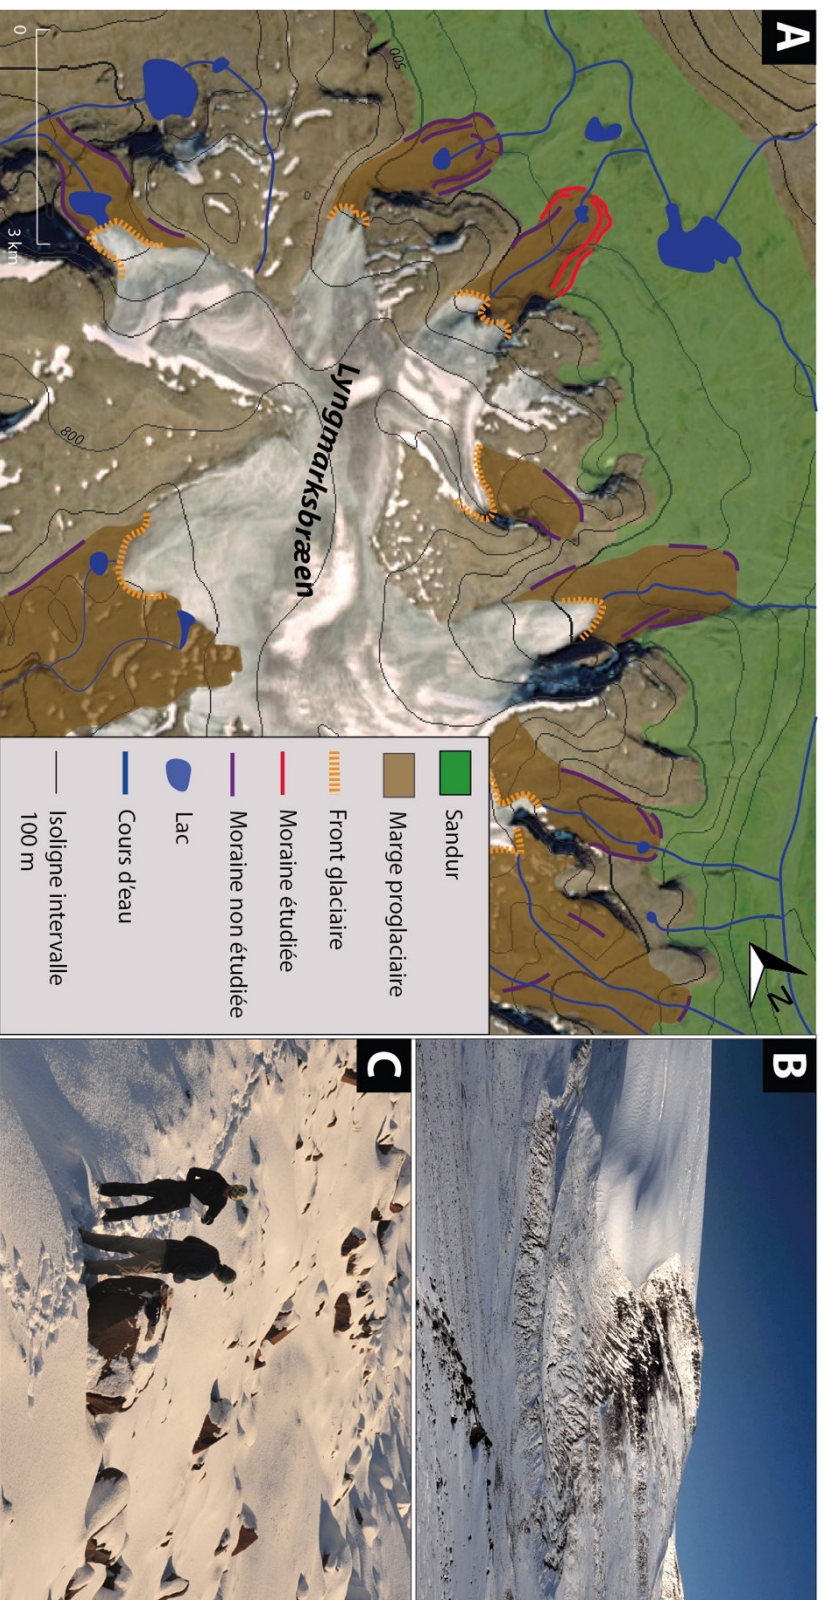 A
500
Lyngmarksbræen
800
0
3 km
N
Sandur
Marge proglaciaire
Front glaciaire
Moraine étudiée
Moraine non étudiée
Lac
Cours d'eau
Isoligne intervalle
100 m
B
C